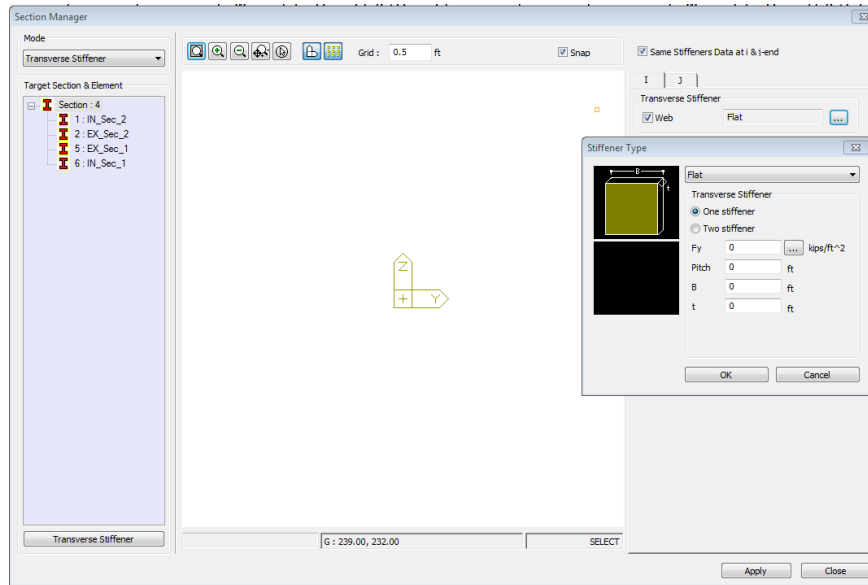 Section Manager
Mode
Transverse Stiffener
Target Section & Element
Section : 4
1 : IN_Sec_2
2 : EX_Sec_2
5 : EX_Sec_1
6 : IN_Sec_1
Transverse Stiffener
Grid : 0.5 ft
Snap
Z
Y
G : 239.00, 232.00
SELECT
Same Stiffeners Data at i & j-end
I J
Transverse Stiffener
Web Flat ...
Stiffener Type
B
t
Flat
Transverse Stiffener
One stiffener
Two stiffener
Fy 0 ... kips/ft^2
Pitch 0 ft
B 0 ft
t 0 ft
OK Cancel
Apply Close